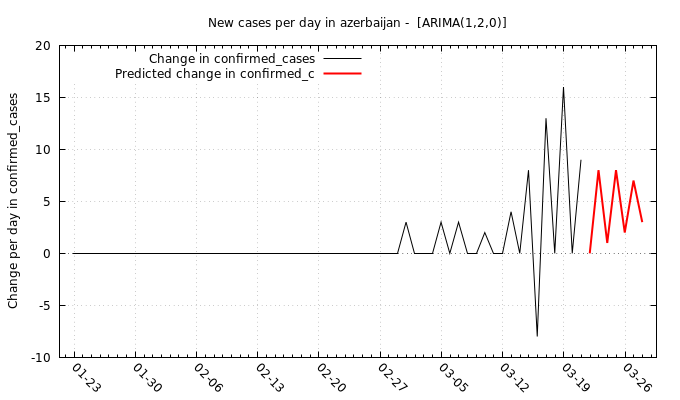 New cases per day in azerbaijan -  [ARIMA(1,2,0)]
Change in confirmed_cases
Predicted change in confirmed_c
Change per day in confirmed_cases
20
15
10
5
0
-5
-10
01-23 01-30 02-06 02-13 02-20 02-27 03-05 03-12 03-19 03-26